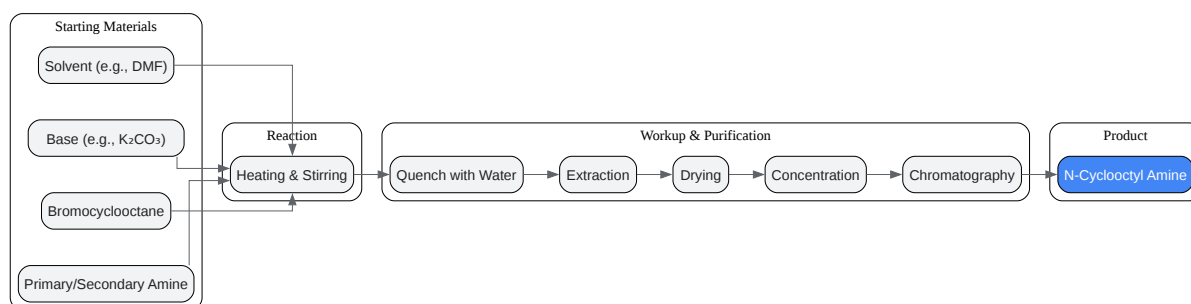 Starting Materials
Solvent (e.g., DMF)
Base (e.g., K₂CO₃)
Bromocyclooctane
Primary/Secondary Amine
Reaction
Heating & Stirring
Workup & Purification
Quench with Water
Extraction
Drying
Concentration
Chromatography
Product
N-Cyclooctyl Amine